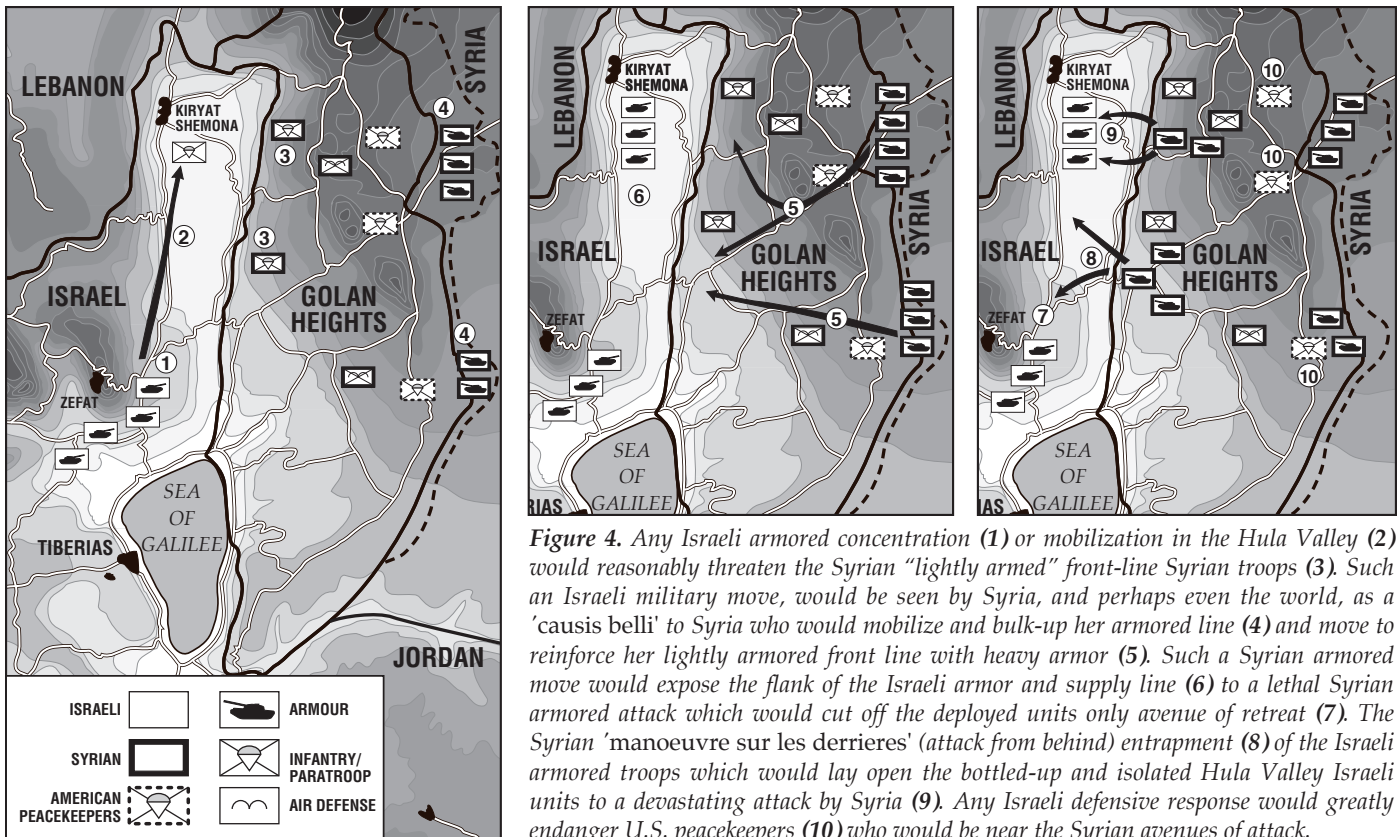 LEBANON
SYRIA
4
KIRYAT
SHEMONA
3
2
3
ISRAEL
GOLAN
HEIGHTS
4
1
ZEFAT
SEA
OF
GALILEE
TIBERIAS
JORDAN
ISRAELI
ARMOUR
SYRIAN
INFANTRY/
PARATROOP
AMERICAN
PEACEKEEPERS
AIR DEFENSE
LEBANON
KIRYAT
SHEMONA
6
5
SYRIA
ISRAEL
GOLAN
HEIGHTS
ZEFAT
5
SEA
OF
GALILEE
RIAS
LEBANON
KIRYAT
SHEMONA
10
9
10
SYRIA
ISRAEL
8
GOLAN
HEIGHTS
ZEFAT
7
10
SEA
OF
GALILEE
IAS
Figure 4. Any Israeli armored concentration (1) or mobilization in the Hula Valley (2)
would reasonably threaten the Syrian “lightly armed” front-line Syrian troops (3). Such
an Israeli military move, would be seen by Syria, and perhaps even the world, as a
'causis belli' to Syria who would mobilize and bulk-up her armored line (4) and move to
reinforce her lightly armored front line with heavy armor (5). Such a Syrian armored
move would expose the flank of the Israeli armor and supply line (6) to a lethal Syrian
armored attack which would cut off the deployed units only avenue of retreat (7). The
Syrian 'manoeuvre sur les derrieres' (attack from behind) entrapment (8) of the Israeli
armored troops which would lay open the bottled-up and isolated Hula Valley Israeli
units to a devastating attack by Syria (9). Any Israeli defensive response would greatly
endanger U.S. peacekeepers (10) who would be near the Syrian avenues of attack.